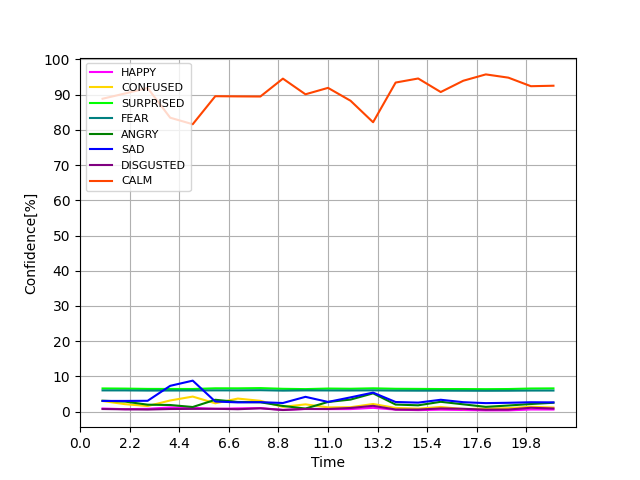 100
90
80
70
60
50
40
30
20
10
0
Confidence[%]
HAPPY
CONFUSED
SURPRISED
FEAR
ANGRY
SAD
DISGUSTED
CALM
0.0 2.2 4.4 6.6 8.8 11.0 13.2 15.4 17.6 19.8
Time